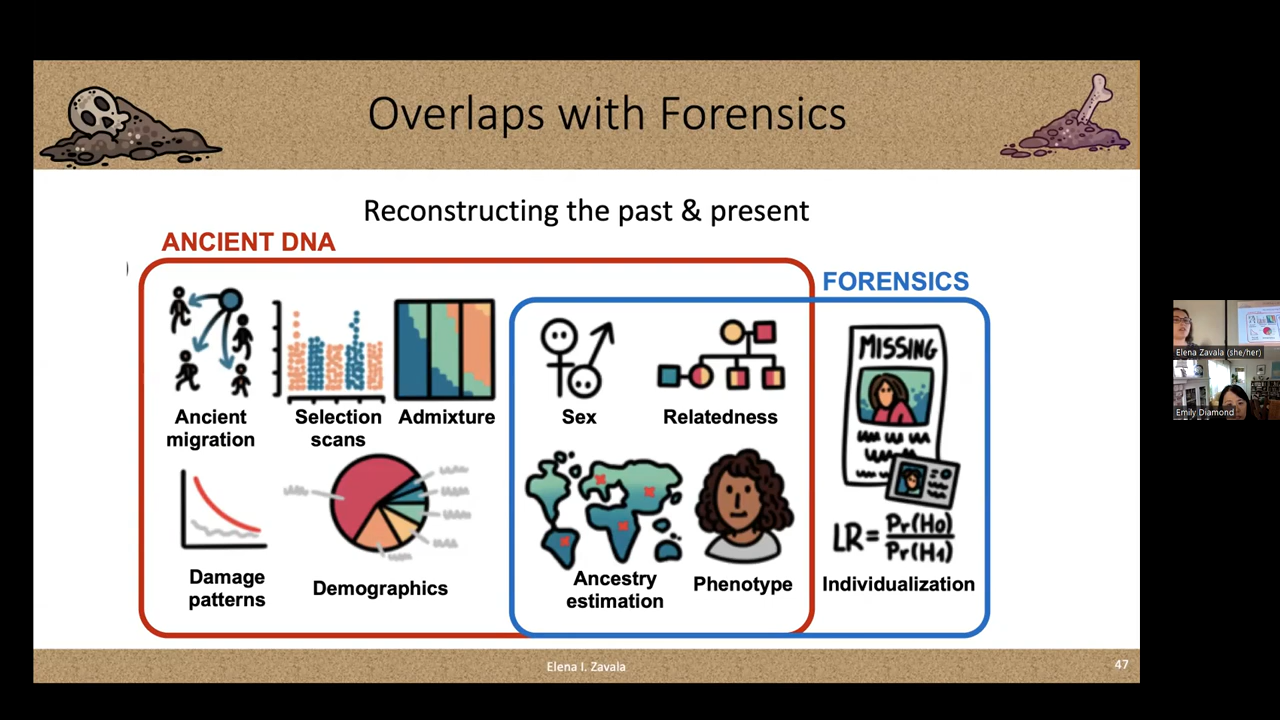 Overlaps with Forensics
Reconstructing the past & present
ANCIENT DNA
FORENSICS
MISSING
Ancient
migration
Selection
scans
Admixture
Sex
Relatedness
LR = Pr(H0)
Pr(H1)
Damage
patterns
Demographics
Ancestry
estimation
Phenotype
Individualization
Elena I. Zavala
47
Elena Zavala (she/her)
Emily Diamond